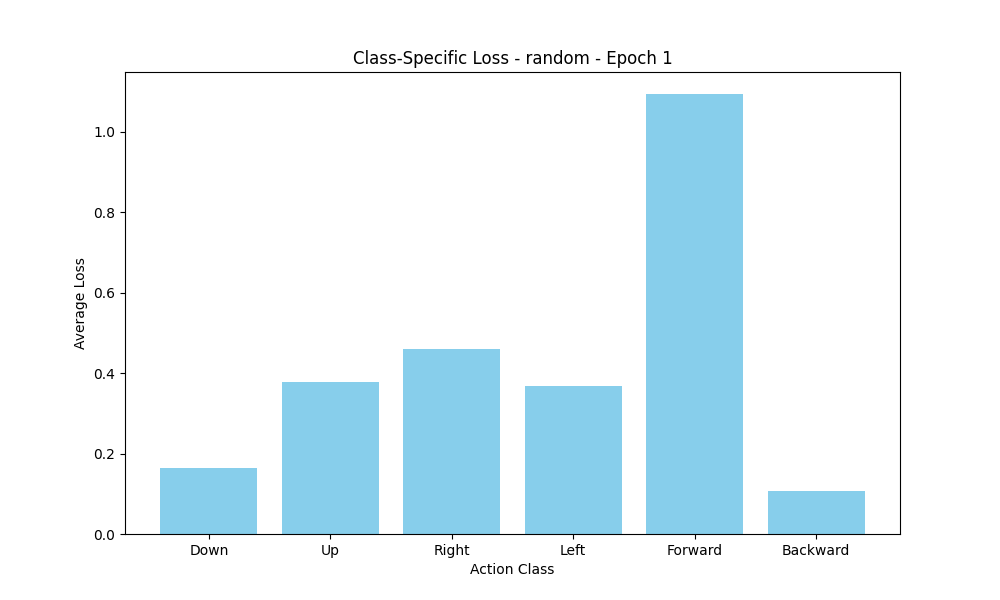 Class-Specific Loss - random - Epoch 1
Average Loss
1.0
0.8
0.6
0.4
0.2
0.0
Down Up Right Left Forward Backward
Action Class